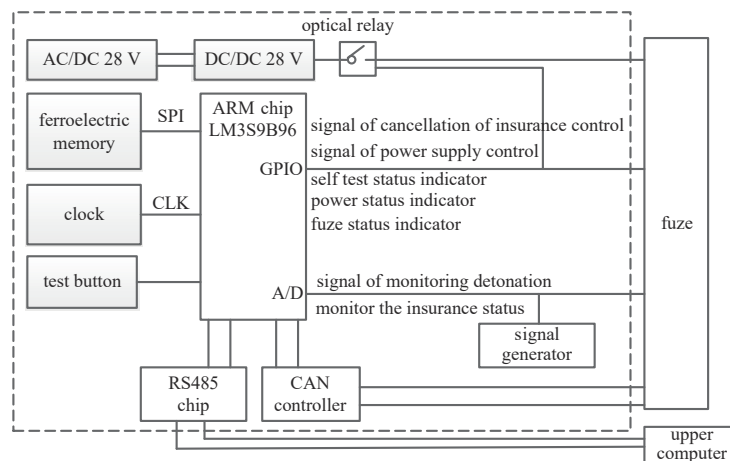 optical relay
AC/DC 28 V
DC/DC 28 V
ferroelectric
memory
SPI
ARM chip
LM3S9B96
signal of cancellation of insurance control
signal of power supply control
GPIO
self test status indicator
power status indicator
fuze status indicator
clock
CLK
fuze
test button
signal of monitoring detonation
A/D
monitor the insurance status
signal
generator
RS485
chip
CAN
controller
upper
computer